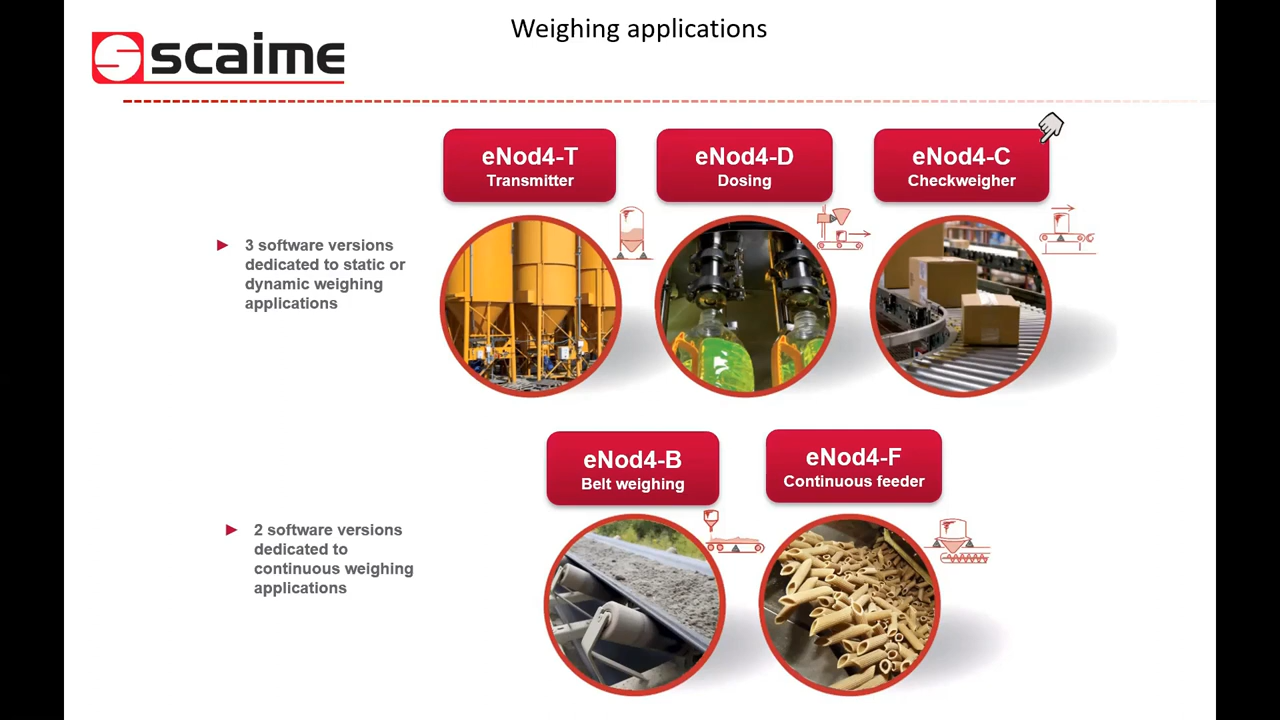 Weighing applications
scaime
eNod4-T
Transmitter
eNod4-D
Dosing
eNod4-C
Checkweigher
3 software versions
dedicated to static or
dynamic weighing
applications
eNod4-B
Belt weighing
eNod4-F
Continuous feeder
2 software versions
dedicated to
continuous weighing
applications